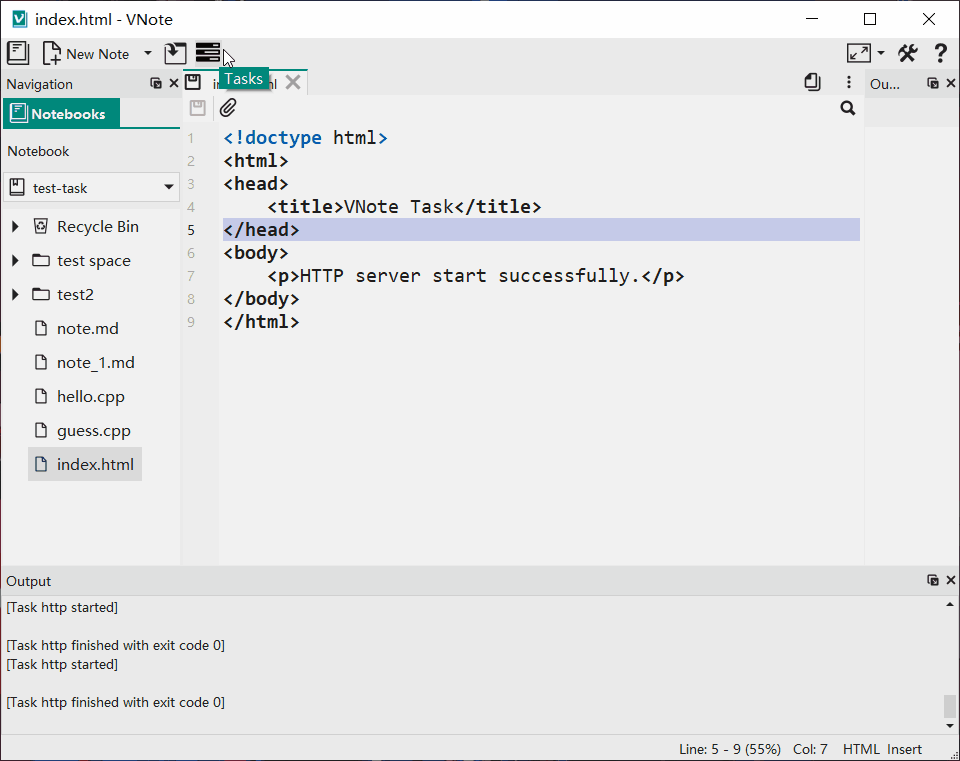 index.html - VNote
New Note
Tasks
Navigation
Ou...
Notebooks
Notebook
test-task
Recycle Bin
test space
test2
note.md
note_1.md
hello.cpp
guess.cpp
index.html
1 <!doctype html>
2 <html>
3 <head>
4 <title>VNote Task</title>
5 </head>
6 <body>
7 <p>HTTP server start successfully.</p>
8 </body>
9 </html>
Output
[Task http started]
[Task http finished with exit code 0]
[Task http started]
[Task http finished with exit code 0]
Line: 5 - 9 (55%) Col: 7 HTML Insert